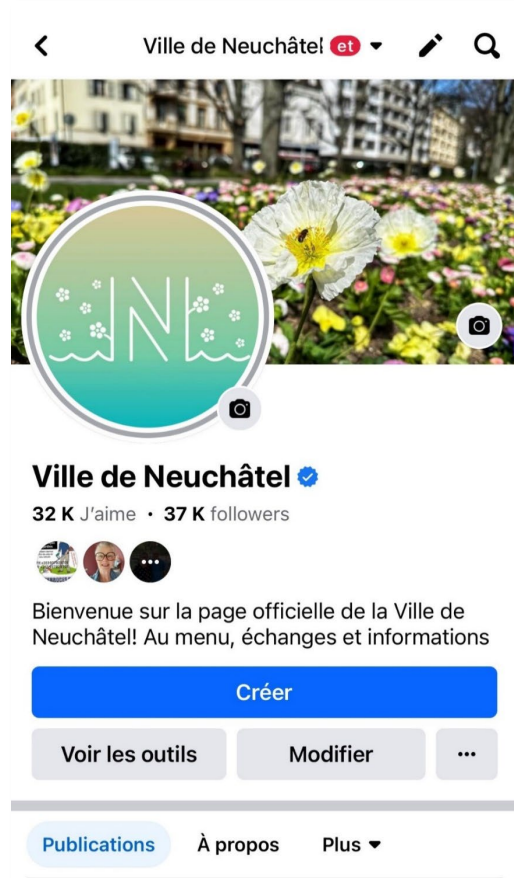 Ville de Neuchâtel et
N
Ville de Neuchâtel
32 K J'aime • 37 K followers
Bienvenue sur la page officielle de la Ville de
Neuchâtel! Au menu, échanges et informations
Créer
Voir les outils
Modifier
Publications
À propos
Plus